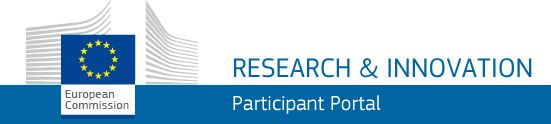 European
Commission
RESEARCH & INNOVATION
Participant Portal